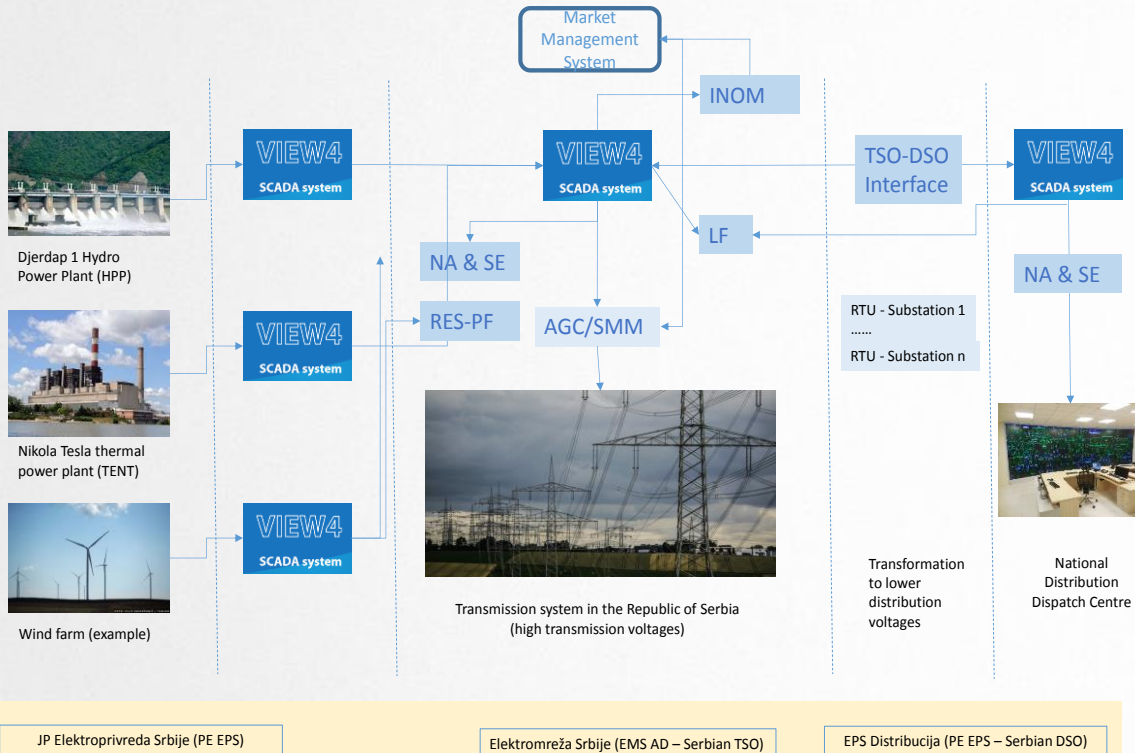 Market
Management
System
INOM
VIEW4
SCADA system
VIEW4
SCADA system
TSO-DSO
Interface
VIEW4
SCADA system
Djerdap 1 Hydro
Power Plant (HPP)
NA & SE
LF
NA & SE
VIEW4
SCADA system
RES-PF
AGC/SMM
RTU - Substation 1
......
RTU - Substation n
Nikola Tesla thermal
power plant (TENT)
VIEW4
SCADA system
Wind farm (example)
Transmission system in the Republic of Serbia
(high transmission voltages)
Transformation
to lower
distribution
voltages
National
Distribution
Dispatch Centre
JP Elektroprivreda Srbije (PE EPS)
Elektromreža Srbije (EMS AD – Serbian TSO)
EPS Distribucija (PE EPS – Serbian DSO)